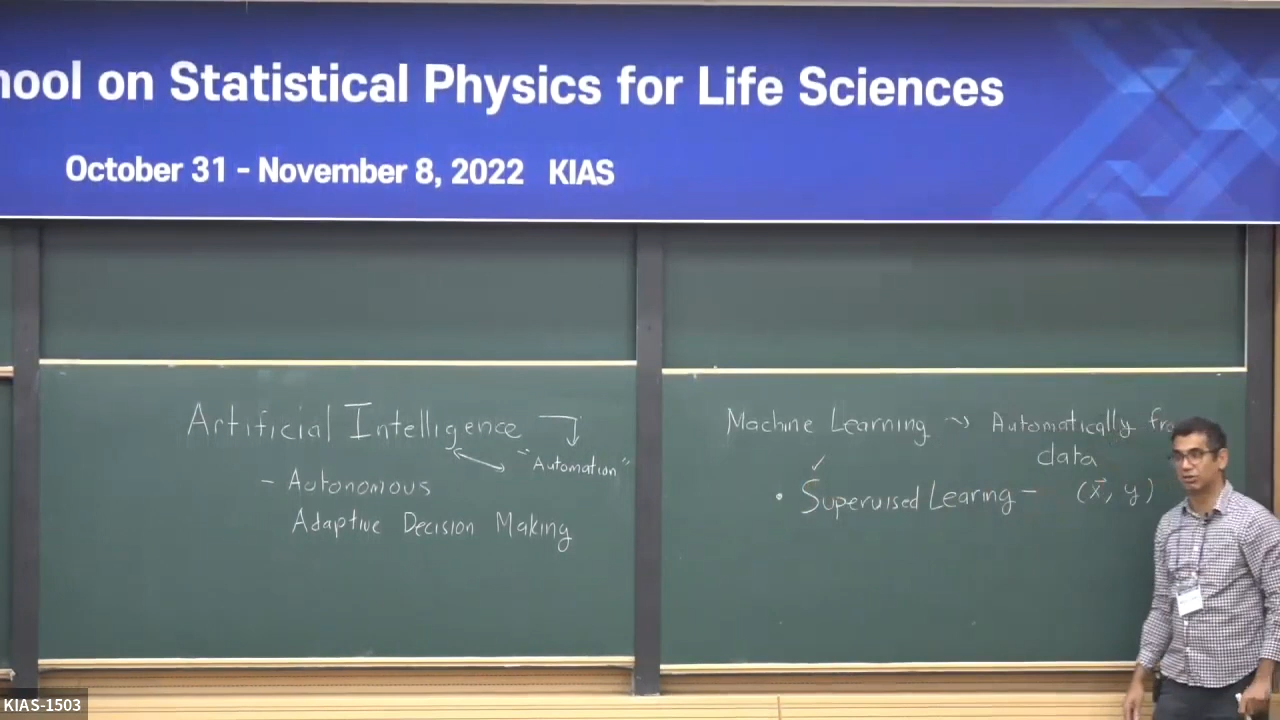 hool on Statistical Physics for Life Sciences
October 31 - November 8, 2022 KIAS
Artificial Intelligence
"Automation"
- Autonomous
Adaptive Decision Making
Machine Learning ⇝ Automatically
data
✓
• Supervised Learing - (x⃗, y)
KIAS-1503